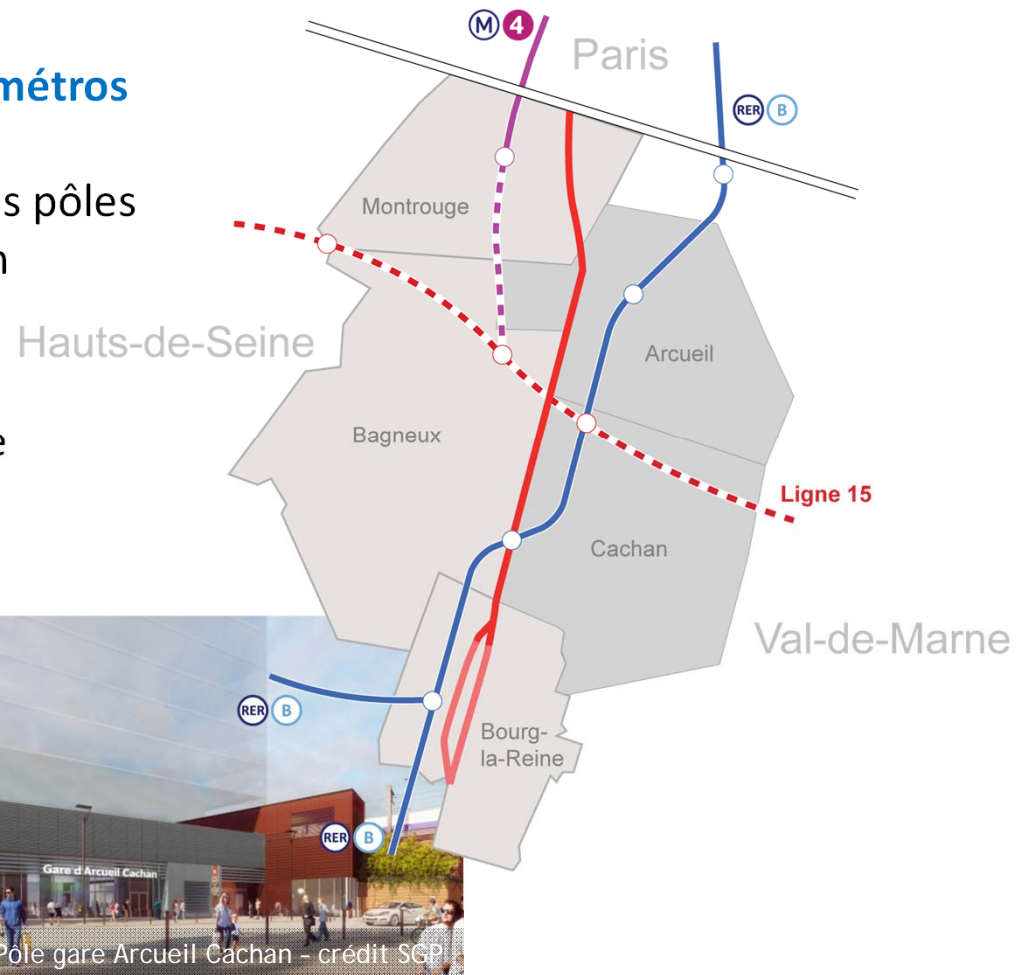 métros
s pôles
n
e
M 4
Paris
RER B
Montrouge
Hauts-de-Seine
Arcueil
Bagneux
Ligne 15
Cachan
Val-de-Marne
RER B
Bourg-
la-Reine
RER B
Gare d'Arcueil Cachan
Pôle gare Arcueil Cachan – crédit SGP